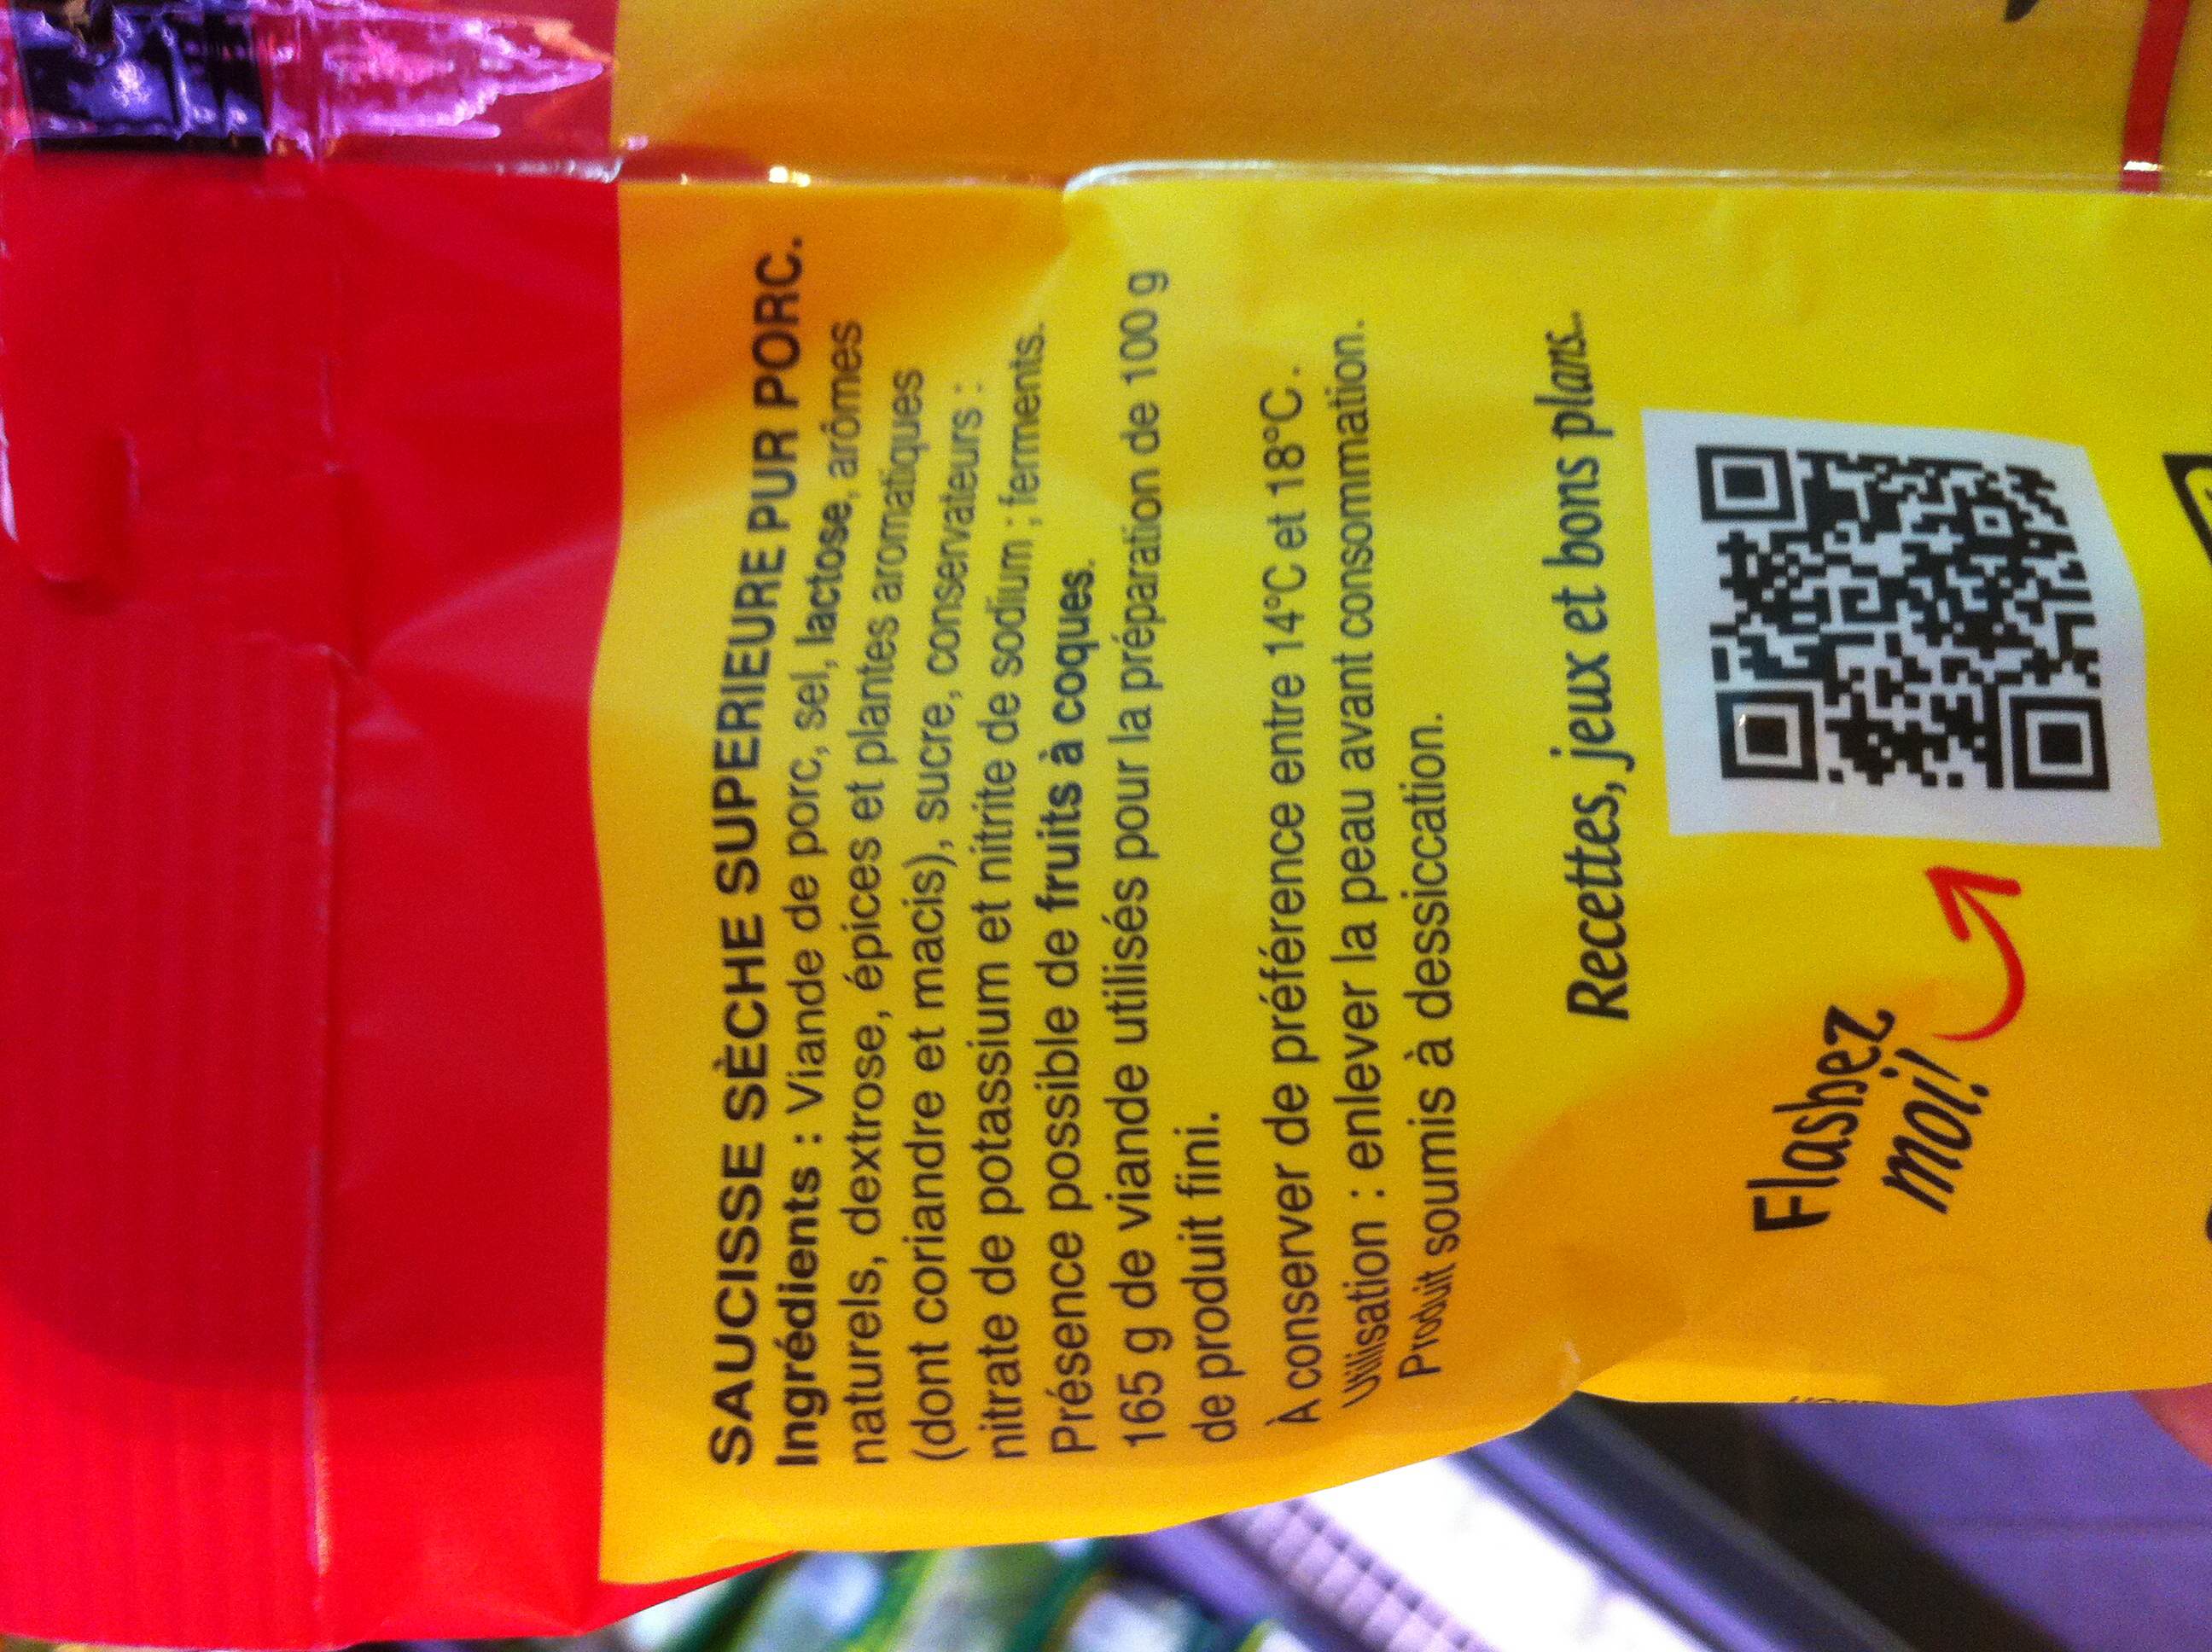 SAUCISSE SÈCHE SUPERIEURE PUR PORC.
Ingrédients : Viande de porc, sel, lactose, arômes
naturels, dextrose, épices et plantes aromatiques
(dont coriandre et macis), sucre, conservateurs :
nitrate de potassium et nitrite de sodium ; ferments.
Présence possible de fruits à coques.
165 g de viande utilisés pour la préparation de 100 g
de produit fini.
À conserver de préférence entre 14°C et 18°C.
Utilisation : enlever la peau avant consommation.
Produit soumis à dessiccation.
Recettes, jeux et bons plans...
Flashez
moi!